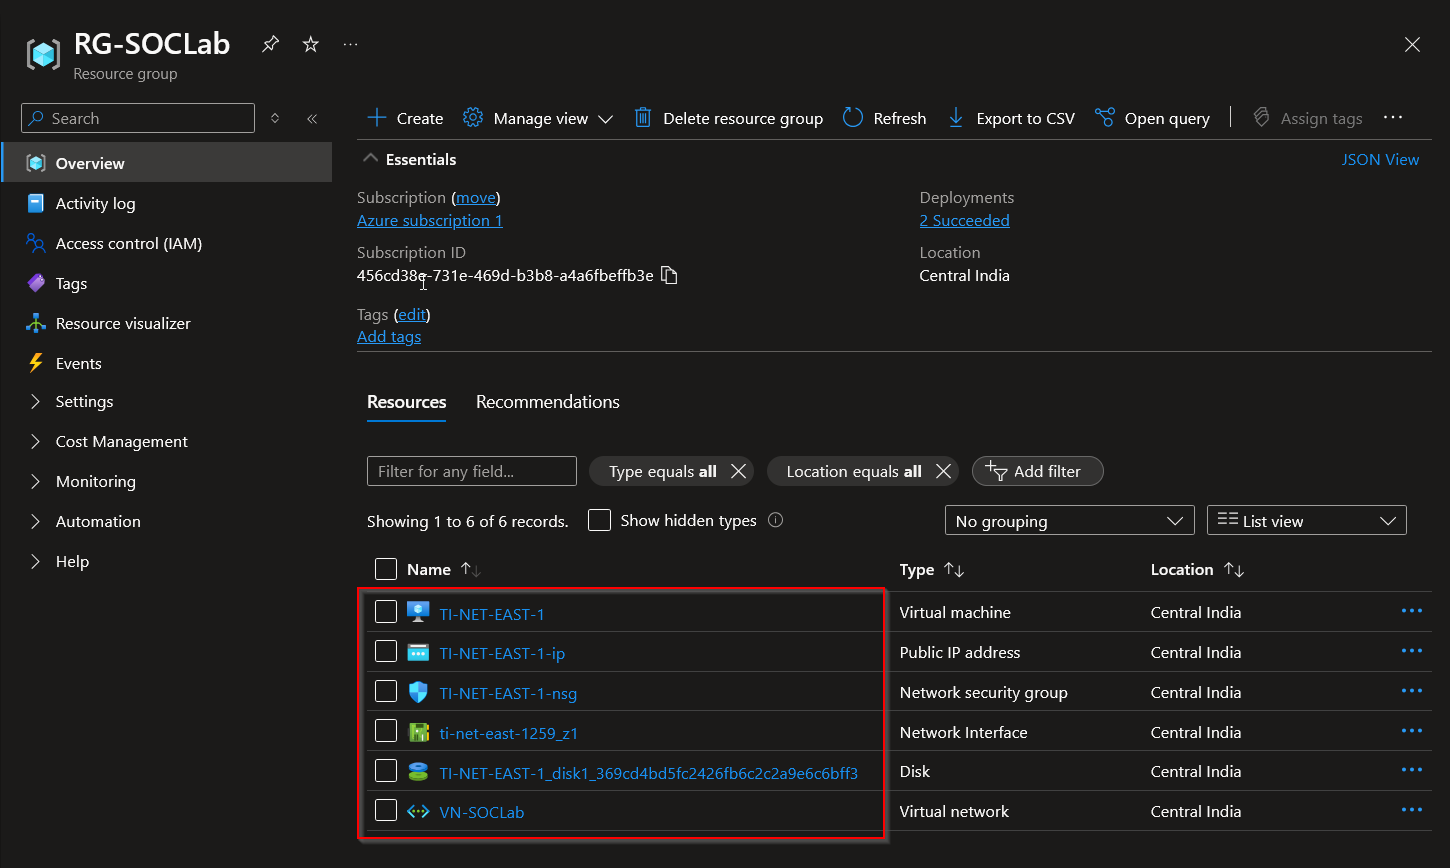 RG-SOCLab
Resource group
Search
Overview
Activity log
Access control (IAM)
Tags
Resource visualizer
Events
Settings
Cost Management
Monitoring
Automation
Help
Create Manage view Delete resource group Refresh Export to CSV Open query Assign tags
Essentials JSON View
Subscription (move) Deployments
Azure subscription 1 2 Succeeded
Subscription ID Location
456cd38e-731e-469d-b3b8-a4a6fbeffb3e Central India
Tags (edit)
Add tags
Resources Recommendations
Filter for any field... Type equals all Location equals all Add filter
Showing 1 to 6 of 6 records. Show hidden types No grouping List view
Name Type Location
TI-NET-EAST-1 Virtual machine Central India
TI-NET-EAST-1-ip Public IP address Central India
TI-NET-EAST-1-nsg Network security group Central India
ti-net-east-1259_z1 Network Interface Central India
TI-NET-EAST-1_disk1_369cd4bd5fc2426fb6c2c2a9e6c6bff3 Disk Central India
VN-SOCLab Virtual network Central India